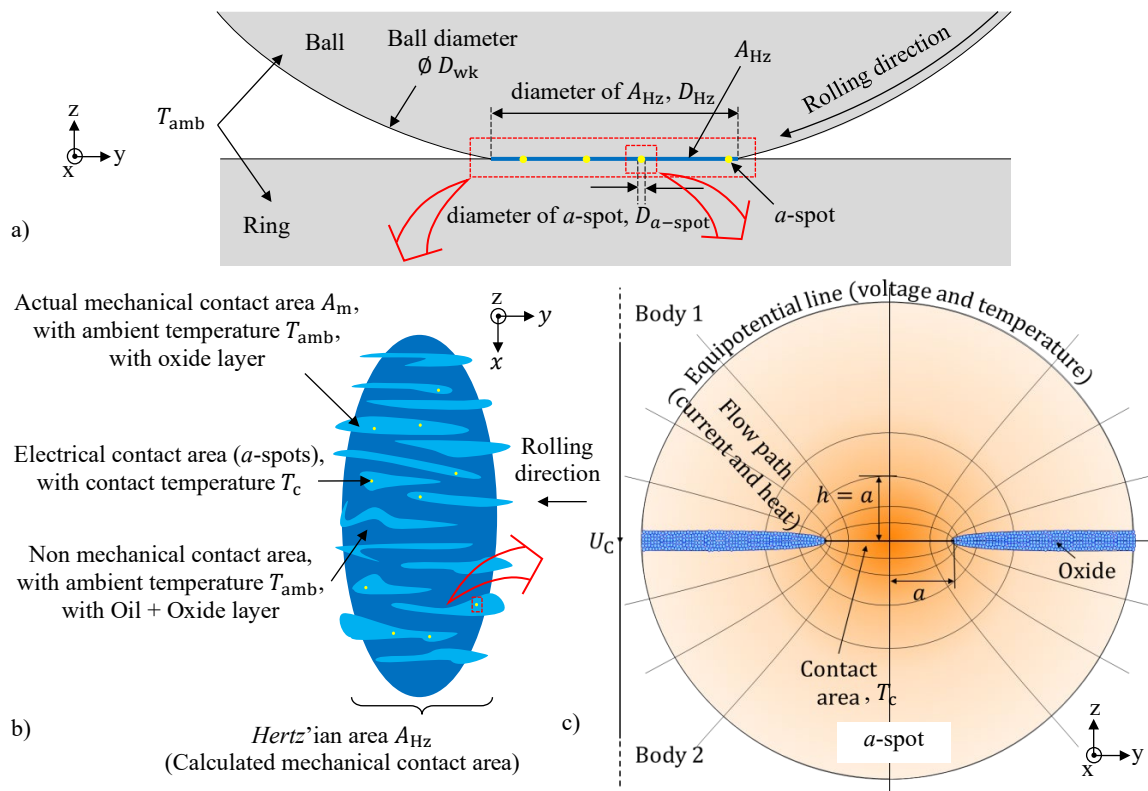 Ball
Ball diameter
∅ D_wk
A_Hz
Rolling direction
diameter of A_Hz, D_Hz
z
y
x
T_amb
Ring
diameter of a-spot, D_a−spot
a-spot
a)
Actual mechanical contact area A_m,
with ambient temperature T_amb,
with oxide layer
Electrical contact area (a-spots),
with contact temperature T_c
Non mechanical contact area,
with ambient temperature T_amb,
with Oil + Oxide layer
z
y
x
Rolling
direction
b)
Hertz'ian area A_Hz
(Calculated mechanical contact area)
Body 1
Equipotential line (voltage and temperature)
Flow path
(current and heat)
h = a
U_C
Oxide
a
Contact
area , T_c
Body 2
a-spot
c)
z
y
x